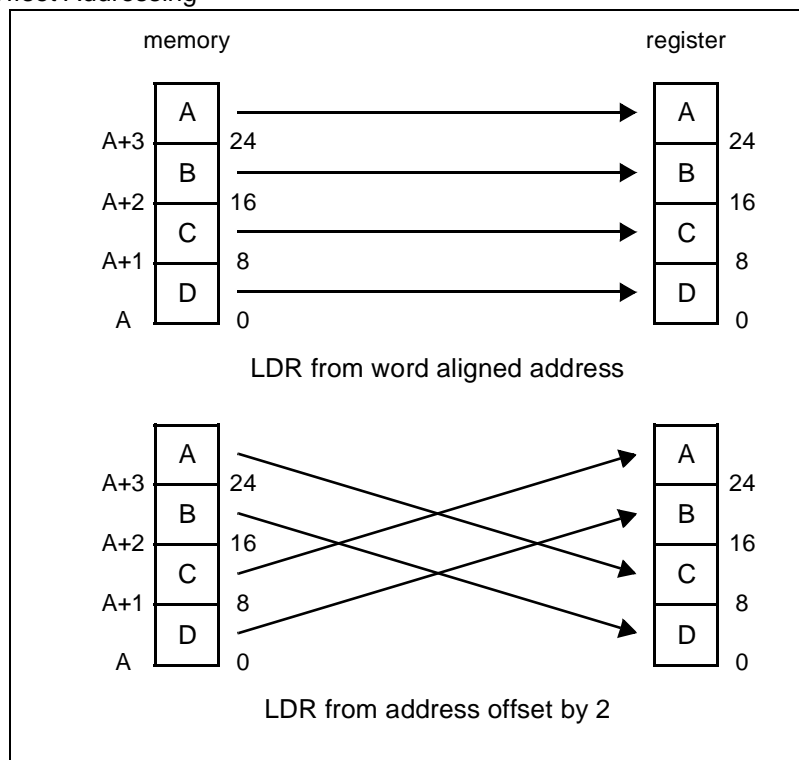 Addressing
memory register
A A
A+3 24 24
B B
A+2 16 16
C C
A+1 8 8
D D
A 0 0
LDR from word aligned address
A A
A+3 24 24
B B
A+2 16 16
C C
A+1 8 8
D D
A 0 0
LDR from address offset by 2